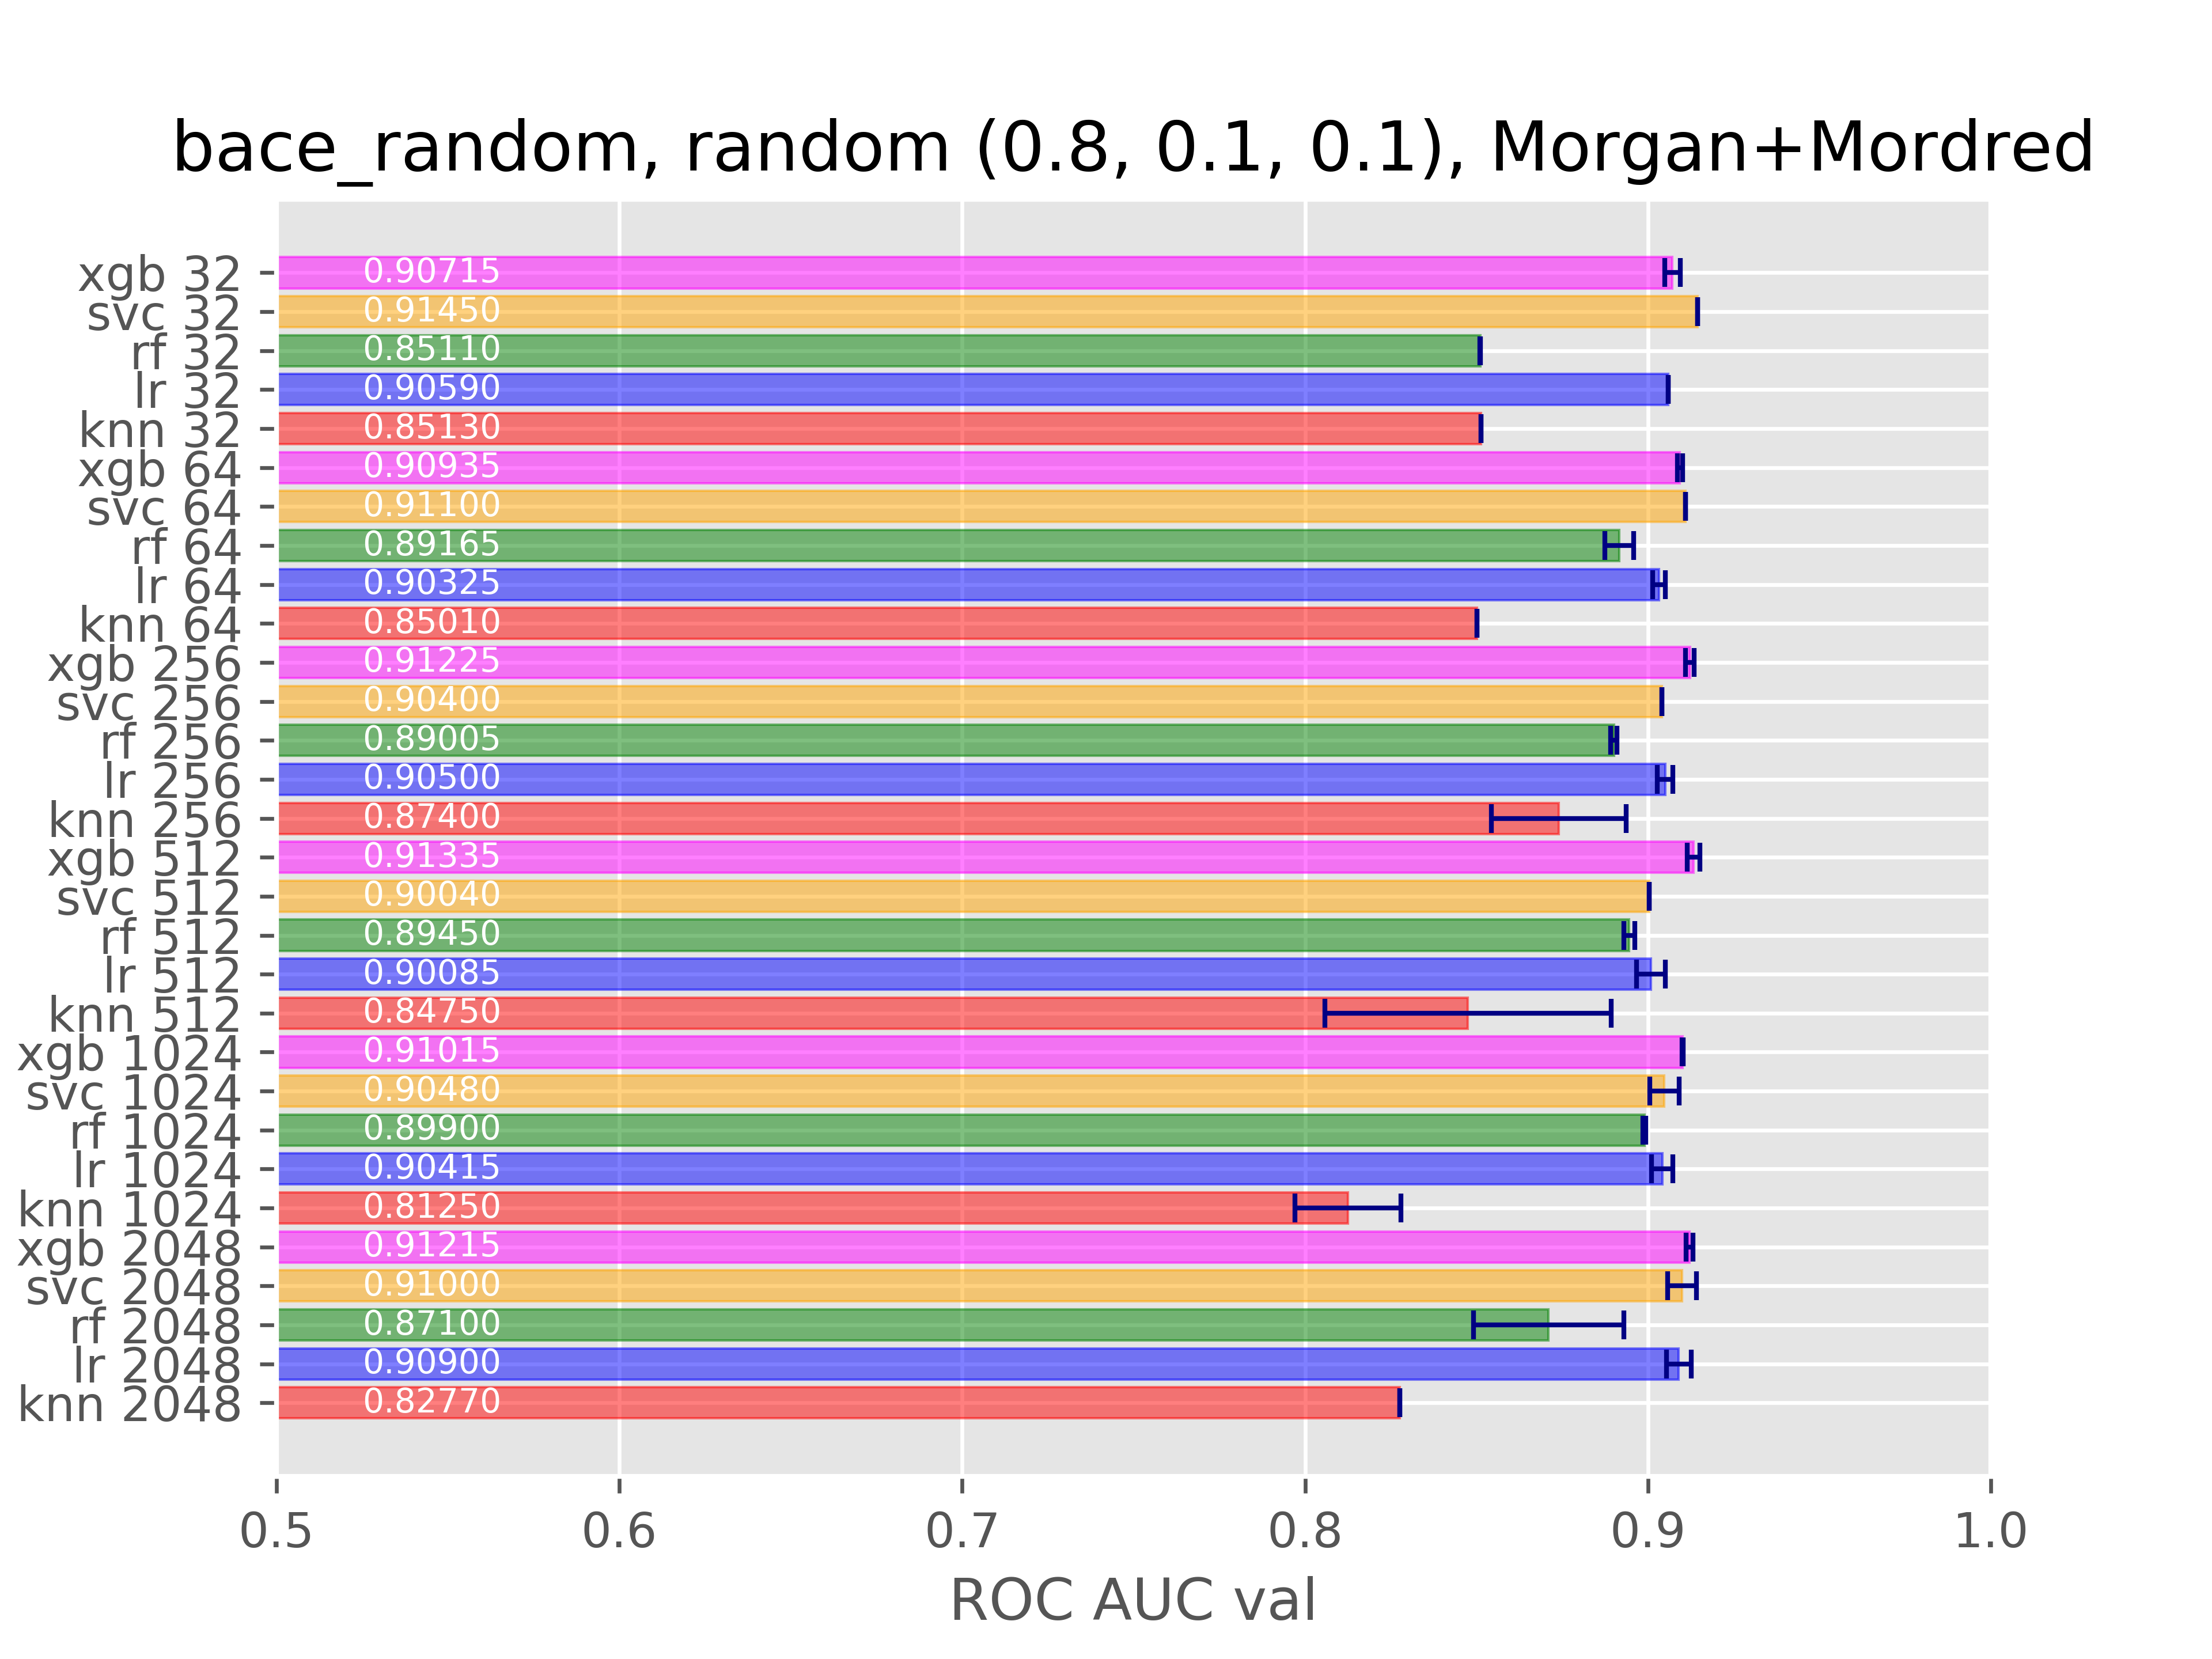 bace_random, random (0.8, 0.1, 0.1), Morgan+Mordred
xgb 32 0.90715
svc 32 0.91450
rf 32 0.85110
lr 32 0.90590
knn 32 0.85130
xgb 64 0.90935
svc 64 0.91100
rf 64 0.89165
lr 64 0.90325
knn 64 0.85010
xgb 256 0.91225
svc 256 0.90400
rf 256 0.89005
lr 256 0.90500
knn 256 0.87400
xgb 512 0.91335
svc 512 0.90040
rf 512 0.89450
lr 512 0.90085
knn 512 0.84750
xgb 1024 0.91015
svc 1024 0.90480
rf 1024 0.89900
lr 1024 0.90415
knn 1024 0.81250
xgb 2048 0.91215
svc 2048 0.91000
rf 2048 0.87100
lr 2048 0.90900
knn 2048 0.82770
0.5 0.6 0.7 0.8 0.9 1.0
ROC AUC val